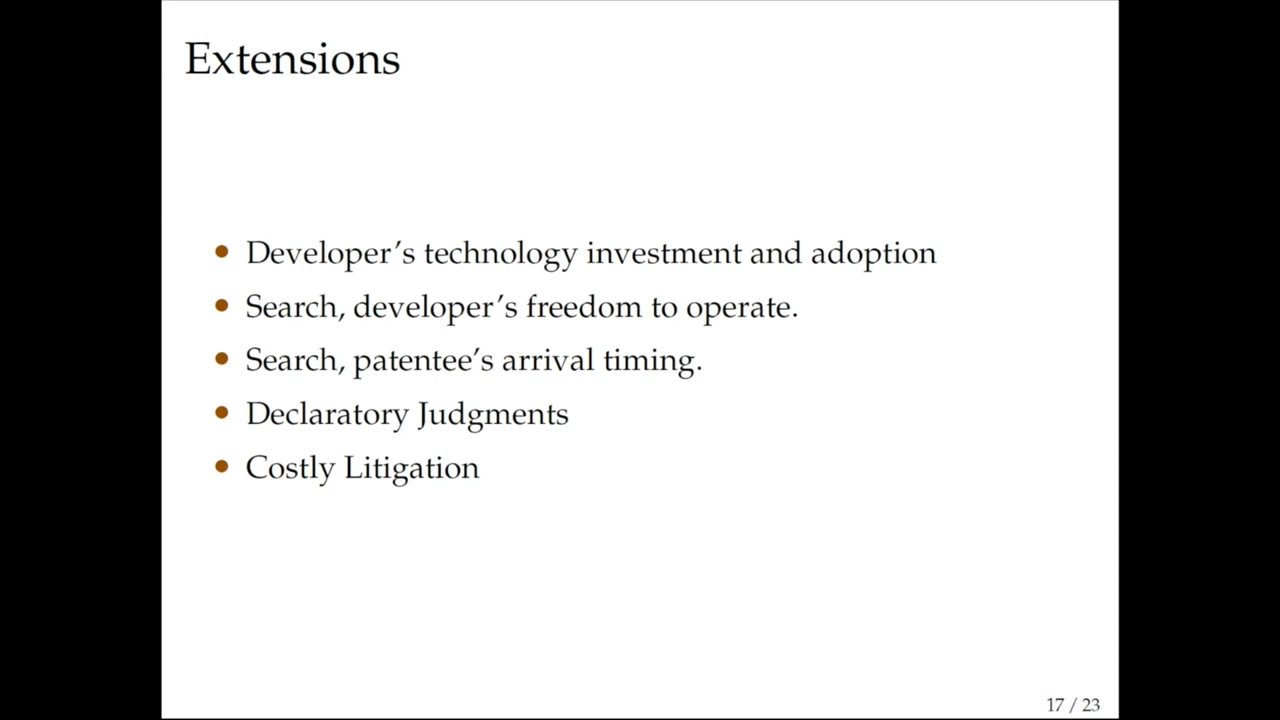 Extensions
• Developer’s technology investment and adoption
• Search, developer’s freedom to operate.
• Search, patentee’s arrival timing.
• Declaratory Judgments
• Costly Litigation
17 / 23